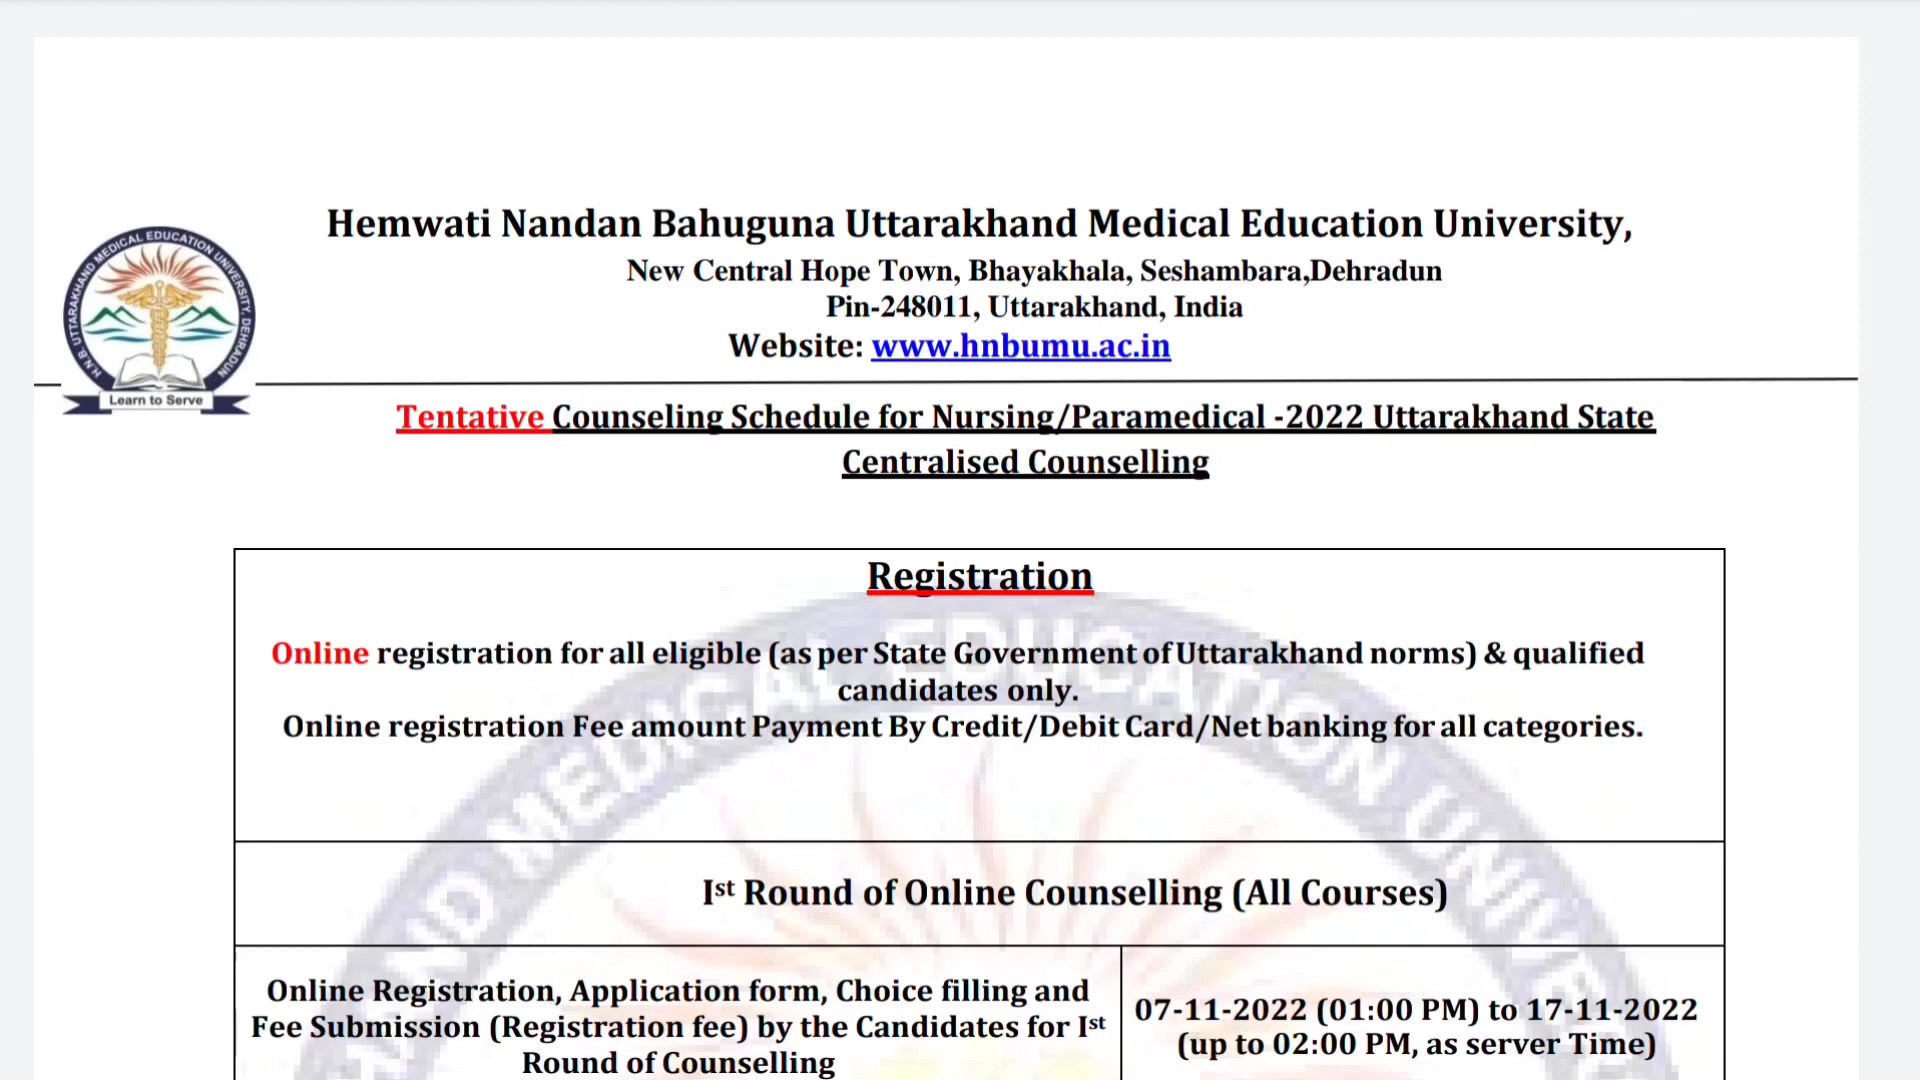 Hemwati Nandan Bahuguna Uttarakhand Medical Education University,
New Central Hope Town, Bhayakhala, Seshambara,Dehradun
Pin-248011, Uttarakhand, India
Website: www.hnbumu.ac.in
H.N.B. UTTARAKHAND MEDICAL EDUCATION UNIVERSITY, DEHRADUN
Learn to Serve
Tentative Counseling Schedule for Nursing/Paramedical -2022 Uttarakhand State
Centralised Counselling
Registration
Online registration for all eligible (as per State Government of Uttarakhand norms) & qualified
candidates only.
Online registration Fee amount Payment By Credit/Debit Card/Net banking for all categories.
Ist Round of Online Counselling (All Courses)
Online Registration, Application form, Choice filling and
Fee Submission (Registration fee) by the Candidates for Ist
Round of Counselling
07-11-2022 (01:00 PM) to 17-11-2022
(up to 02:00 PM, as server Time)